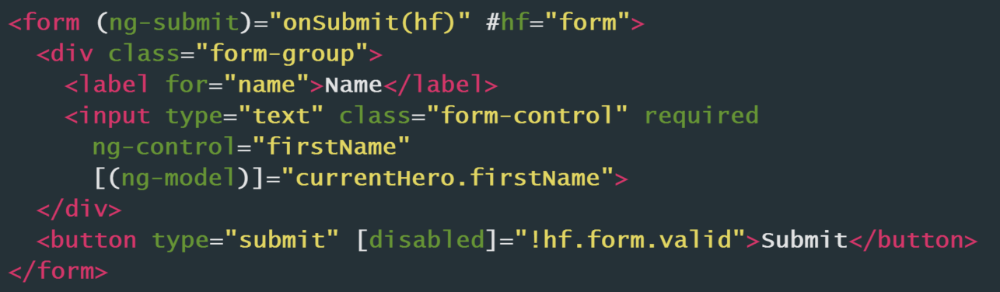 <form (ng-submit)="onSubmit(hf)" #hf="form">
<div class="form-group">
<label for="name">Name</label>
<input type="text" class="form-control" required
ng-control="firstName"
[(ng-model)]="currentHero.firstName">
</div>
<button type="submit" [disabled]="!hf.form.valid">Submit</button>
</form>